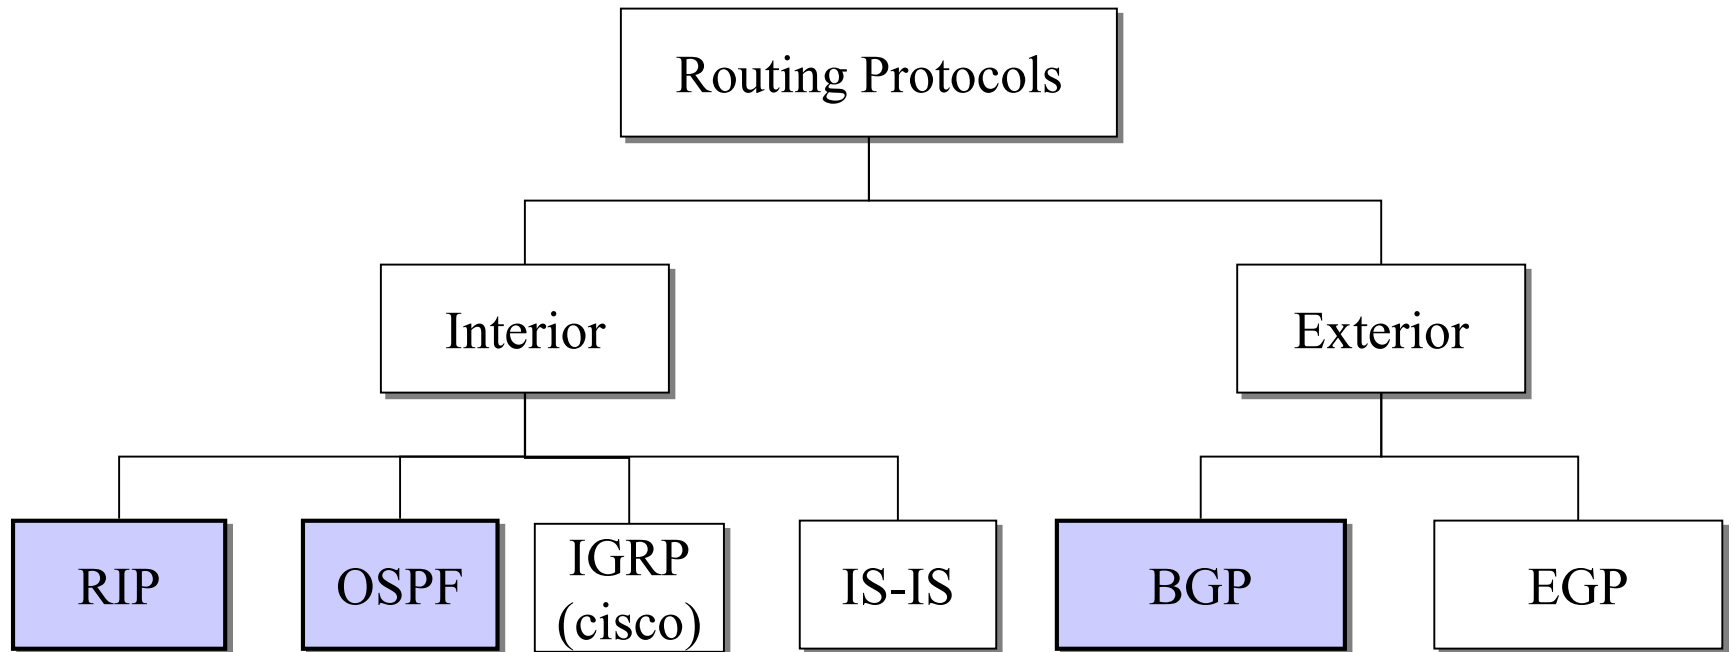 Routing Protocols
Interior
Exterior
RIP
OSPF
IGRP
(cisco)
IS-IS
BGP
EGP